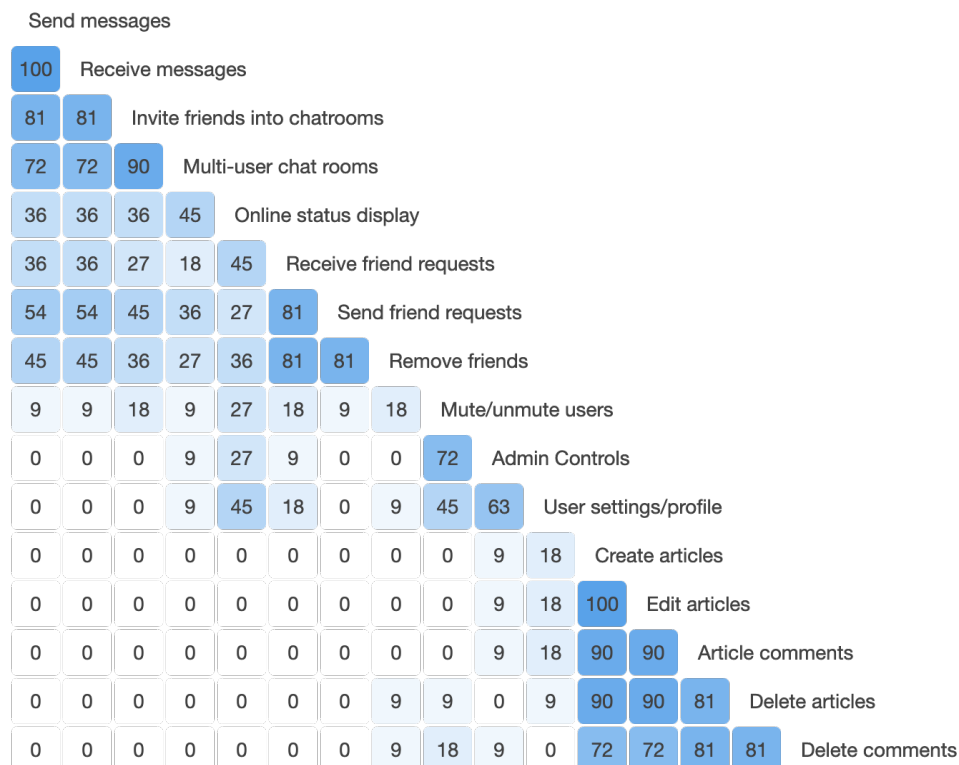 Send messages
100 Receive messages
81 81 Invite friends into chatrooms
72 72 90 Multi-user chat rooms
36 36 36 45 Online status display
36 36 27 18 45 Receive friend requests
54 54 45 36 27 81 Send friend requests
45 45 36 27 36 81 81 Remove friends
9 9 18 9 27 18 9 18 Mute/unmute users
0 0 0 9 27 9 0 0 72 Admin Controls
0 0 0 9 45 18 0 9 45 63 User settings/profile
0 0 0 0 0 0 0 0 0 9 18 Create articles
0 0 0 0 0 0 0 0 0 9 18 100 Edit articles
0 0 0 0 0 0 0 0 0 9 18 90 90 Article comments
0 0 0 0 0 0 0 9 9 0 9 90 90 81 Delete articles
0 0 0 0 0 0 0 9 18 9 0 72 72 81 81 Delete comments